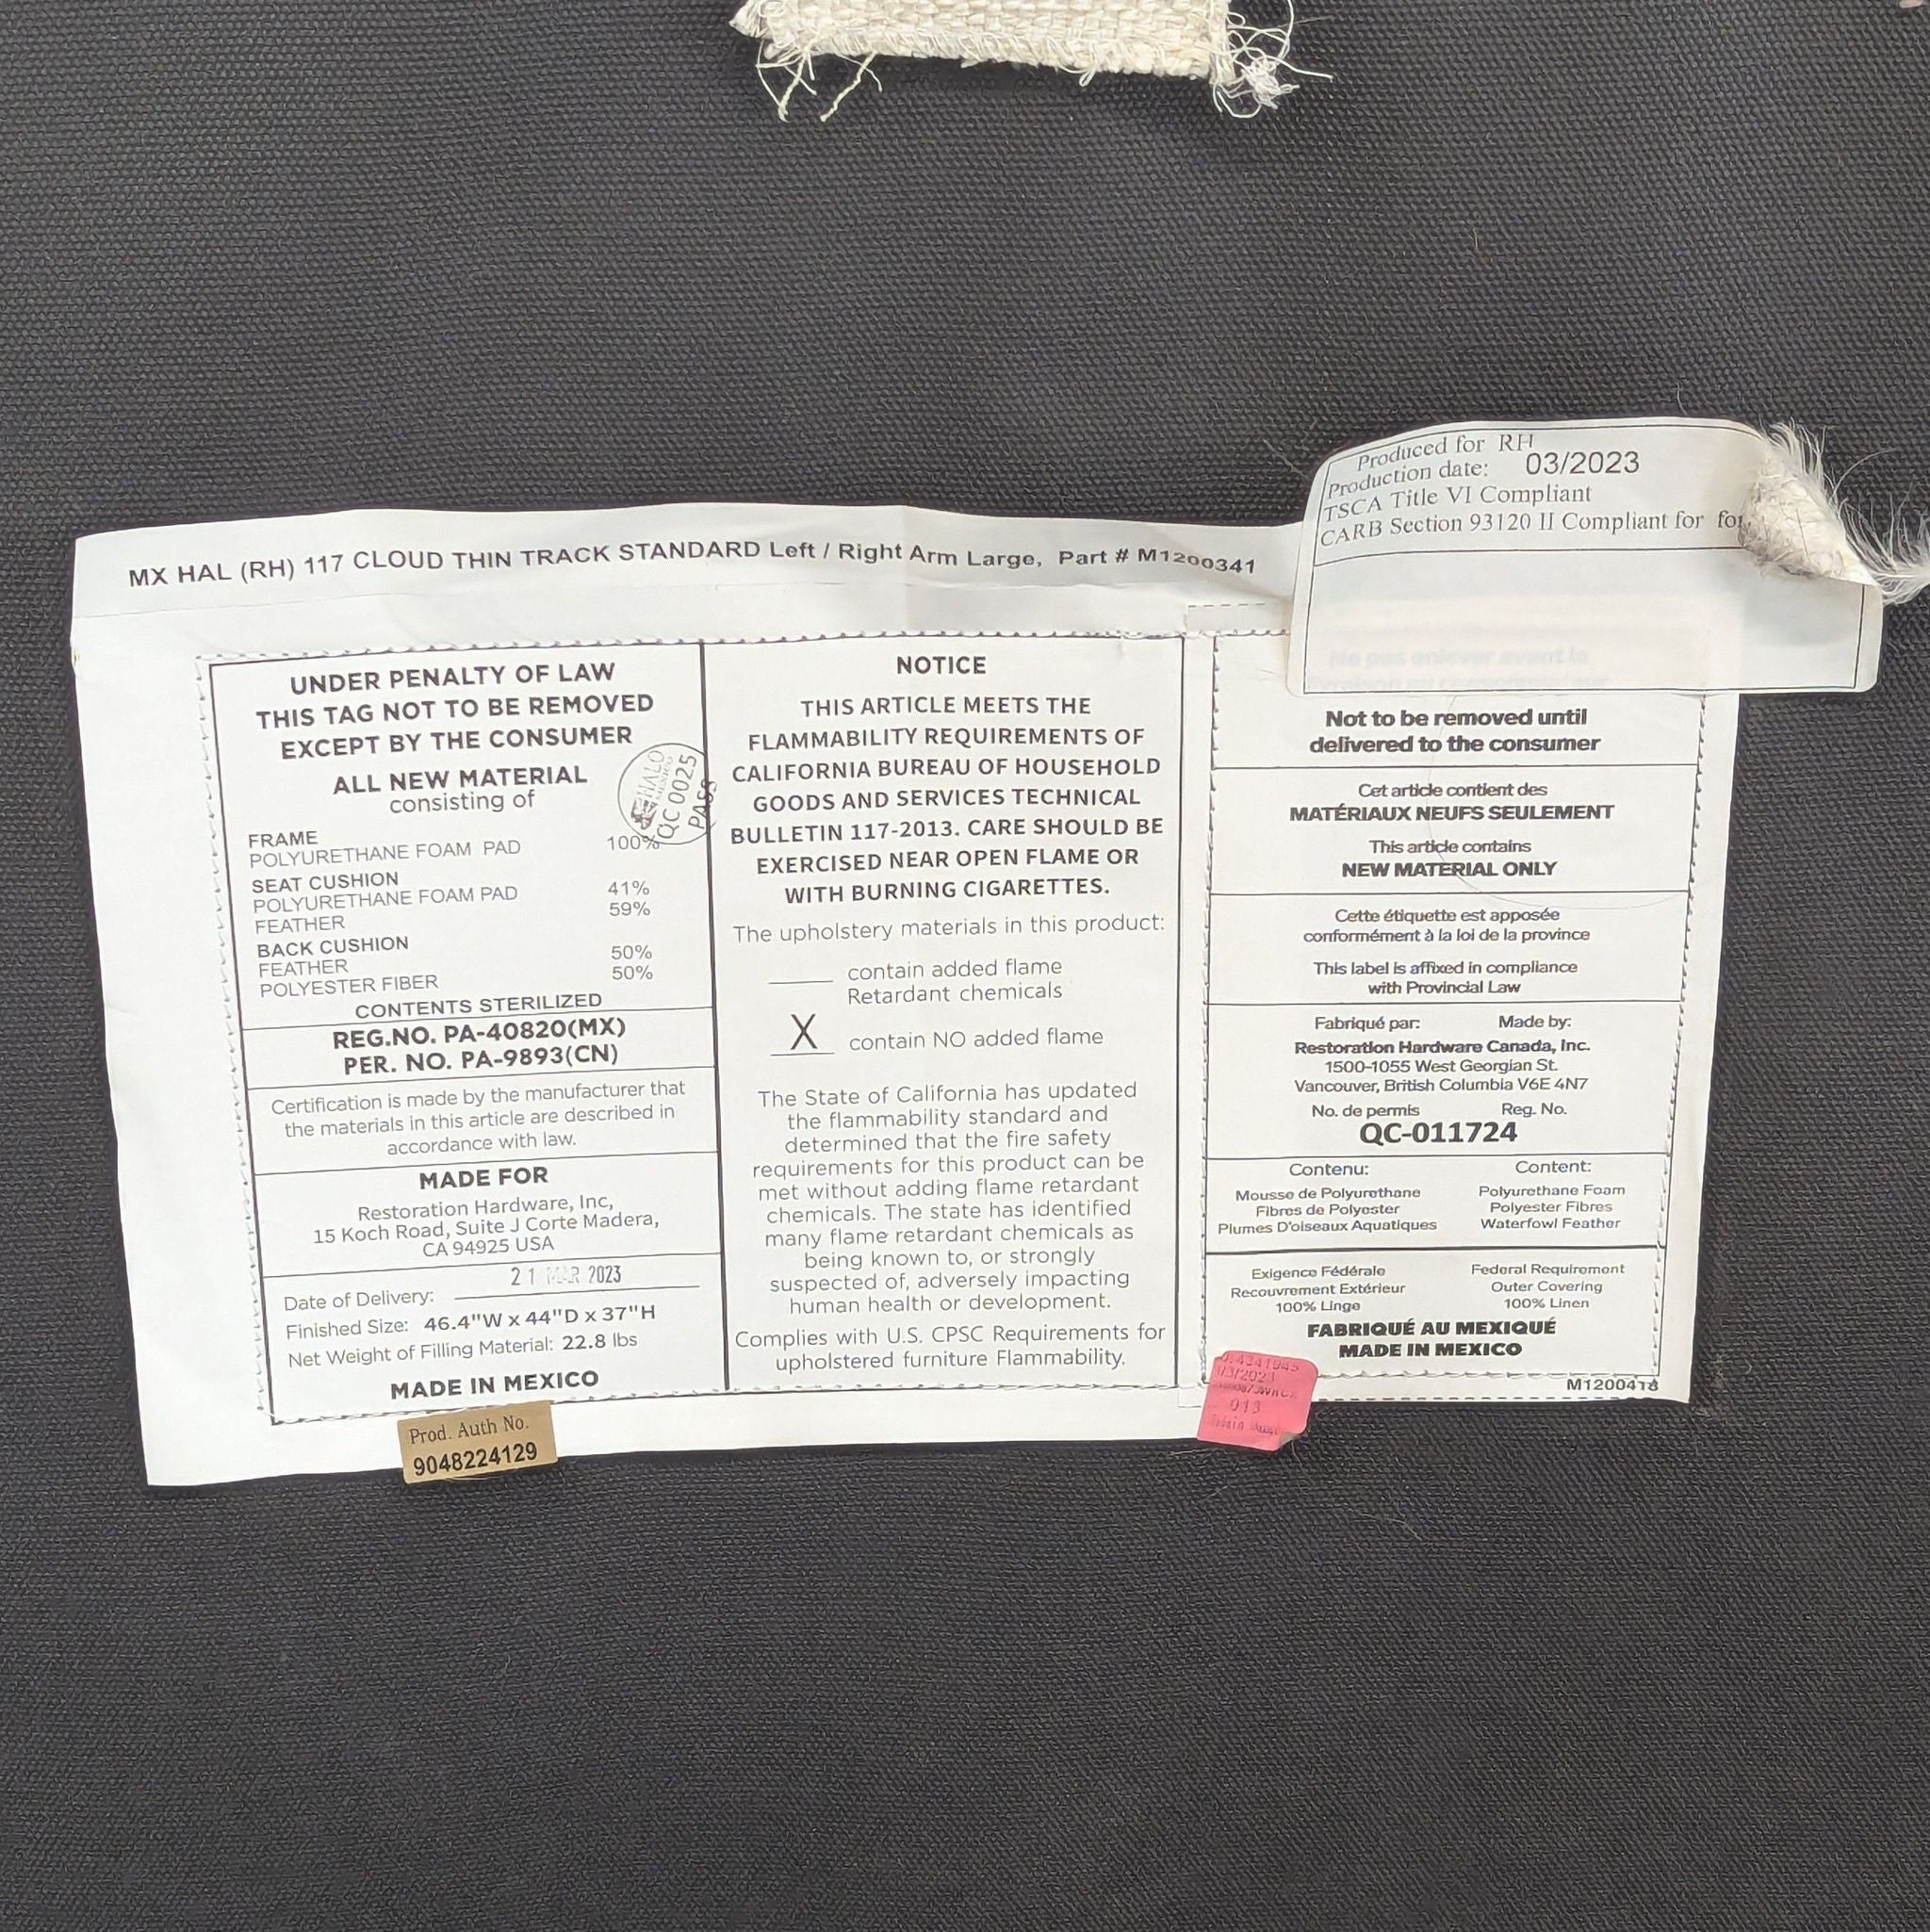 Produced for RH
Production date: 03/2023
TSCA Title VI Compliant
CARB Section 93120 II Compliant for
MX HAL (RH) 117 CLOUD THIN TRACK STANDARD Left / Right Arm Large, Part # M1200341
UNDER PENALTY OF LAW
THIS TAG NOT TO BE REMOVED
EXCEPT BY THE CONSUMER
ALL NEW MATERIAL
consisting of
HALO
MEXICO
QC 0025
PASS
FRAME
POLYURETHANE FOAM PAD 100%
SEAT CUSHION
POLYURETHANE FOAM PAD 41%
FEATHER 59%
BACK CUSHION
FEATHER 50%
POLYESTER FIBER 50%
CONTENTS STERILIZED
REG.NO. PA-40820(MX)
PER. NO. PA-9893(CN)
Certification is made by the manufacturer that
the materials in this article are described in
accordance with law.
MADE FOR
Restoration Hardware, Inc,
15 Koch Road, Suite J Corte Madera,
CA 94925 USA
Date of Delivery: 21 MAR 2023
Finished Size: 46.4"W x 44"D x 37"H
Net Weight of Filling Material: 22.8 lbs
MADE IN MEXICO
Prod. Auth No.
9048224129
NOTICE
THIS ARTICLE MEETS THE
FLAMMABILITY REQUIREMENTS OF
CALIFORNIA BUREAU OF HOUSEHOLD
GOODS AND SERVICES TECHNICAL
BULLETIN 117-2013. CARE SHOULD BE
EXERCISED NEAR OPEN FLAME OR
WITH BURNING CIGARETTES.
The upholstery materials in this product:
contain added flame
Retardant chemicals
X contain NO added flame
The State of California has updated
the flammability standard and
determined that the fire safety
requirements for this product can be
met without adding flame retardant
chemicals. The state has identified
many flame retardant chemicals as
being known to, or strongly
suspected of, adversely impacting
human health or development.
Complies with U.S. CPSC Requirements for
upholstered furniture Flammability.
Ne pas enlever avant la
Not to be removed until
delivered to the consumer
Cet article contient des
MATÉRIAUX NEUFS SEULEMENT
This article contains
NEW MATERIAL ONLY
Cette étiquette est apposée
conformément à la loi de la province
This label is affixed in compliance
with Provincial Law
Fabriqué par: Made by:
Restoration Hardware Canada, Inc.
1500-1055 West Georgian St.
Vancouver, British Columbia V6E 4N7
No. de permis Reg. No.
QC-011724
Contenu: Content:
Mousse de Polyurethane Polyurethane Foam
Fibres de Polyester Polyester Fibres
Plumes D'oiseaux Aquatiques Waterfowl Feather
Exigence Fédérale Federal Requirement
Recouvrement Extérieur Outer Covering
100% Linge 100% Linen
FABRIQUÉ AU MEXIQUÉ
MADE IN MEXICO
M1200418
013